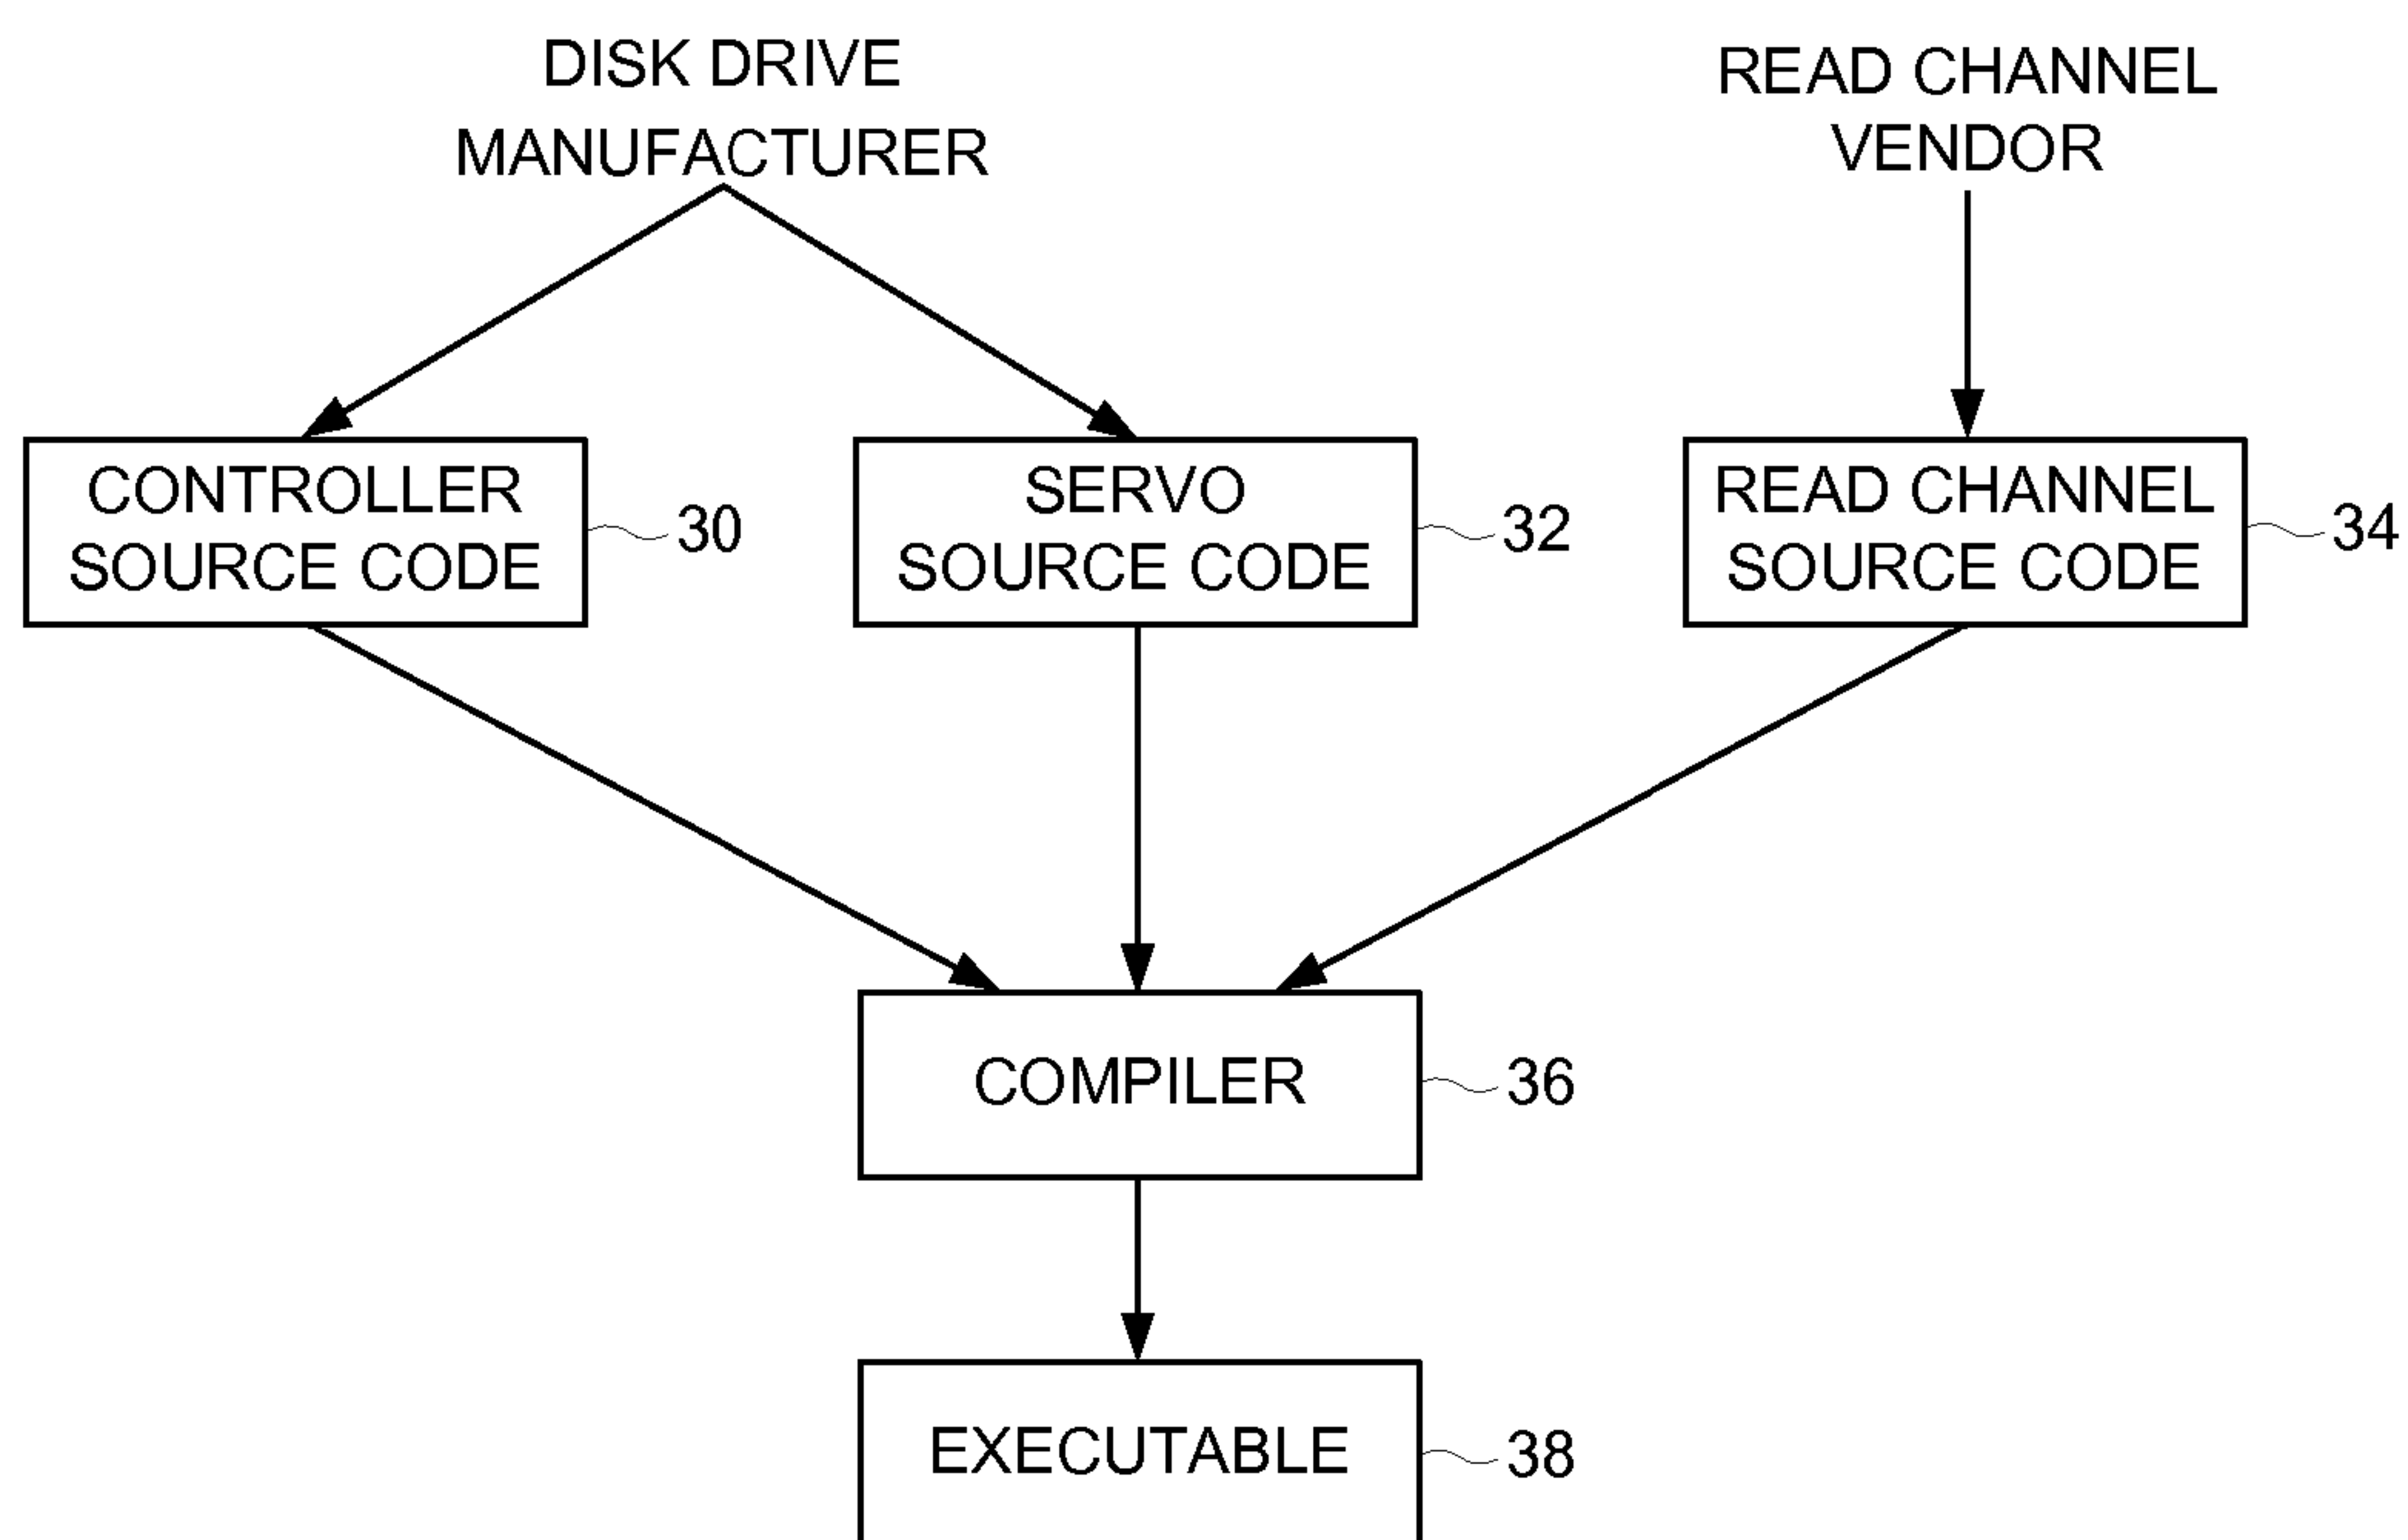 DISK DRIVE
MANUFACTURER
READ CHANNEL
VENDOR
CONTROLLER
SOURCE CODE
30
SERVO
SOURCE CODE
32
READ CHANNEL
SOURCE CODE
34
COMPILER
36
EXECUTABLE
38